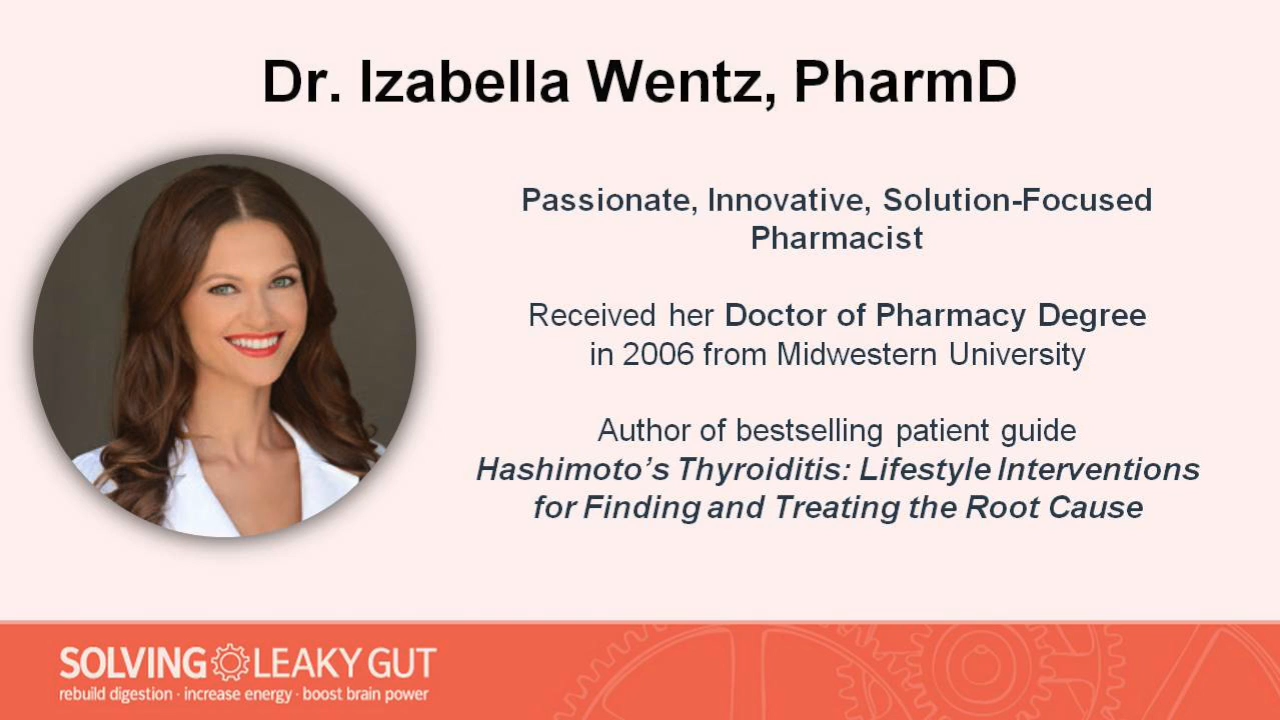 Dr. Izabella Wentz, PharmD
Passionate, Innovative, Solution-Focused
Pharmacist
Received her Doctor of Pharmacy Degree
in 2006 from Midwestern University
Author of bestselling patient guide
Hashimoto's Thyroiditis: Lifestyle Interventions
for Finding and Treating the Root Cause
SOLVING LEAKY GUT
rebuild digestion · increase energy · boost brain power